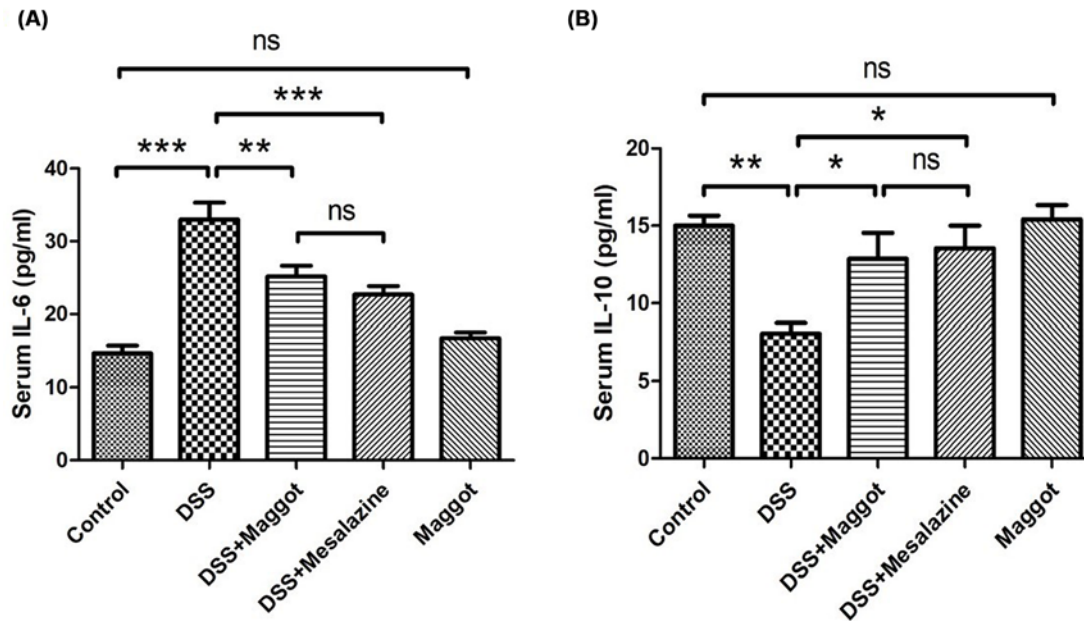 (A)
ns
***
*** **
ns
40
30
20
10
0
Serum IL-6 (pg/ml)
Control
DSS
DSS+Maggot
DSS+Mesalazine
Maggot
(B)
ns
*
** * ns
20
15
10
5
0
Serum IL-10 (pg/ml)
Control
DSS
DSS+Maggot
DSS+Mesalazine
Maggot